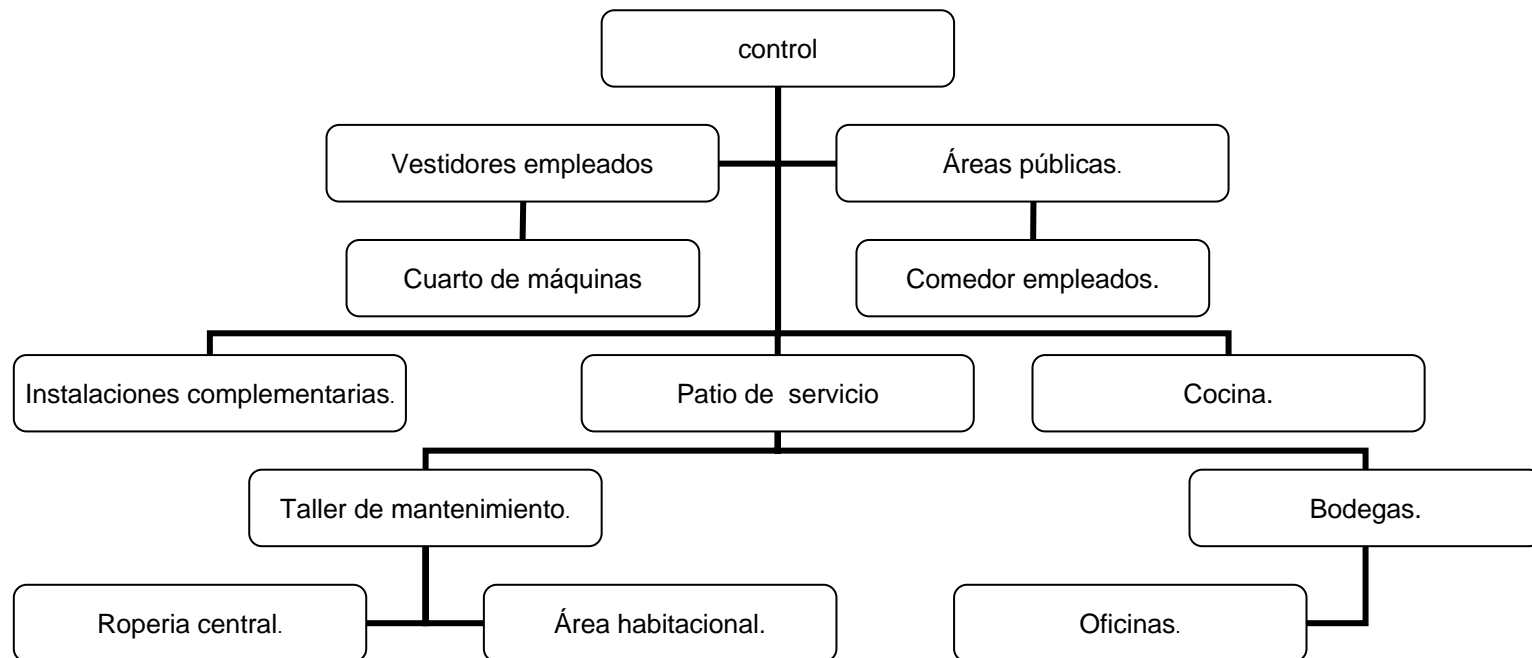 control
Vestidores empleados
Áreas públicas.
Cuarto de máquinas
Comedor empleados.
Instalaciones complementarias.
Patio de  servicio
Cocina.
Taller de mantenimiento.
Bodegas.
Roperia central.
Área habitacional.
Oficinas.